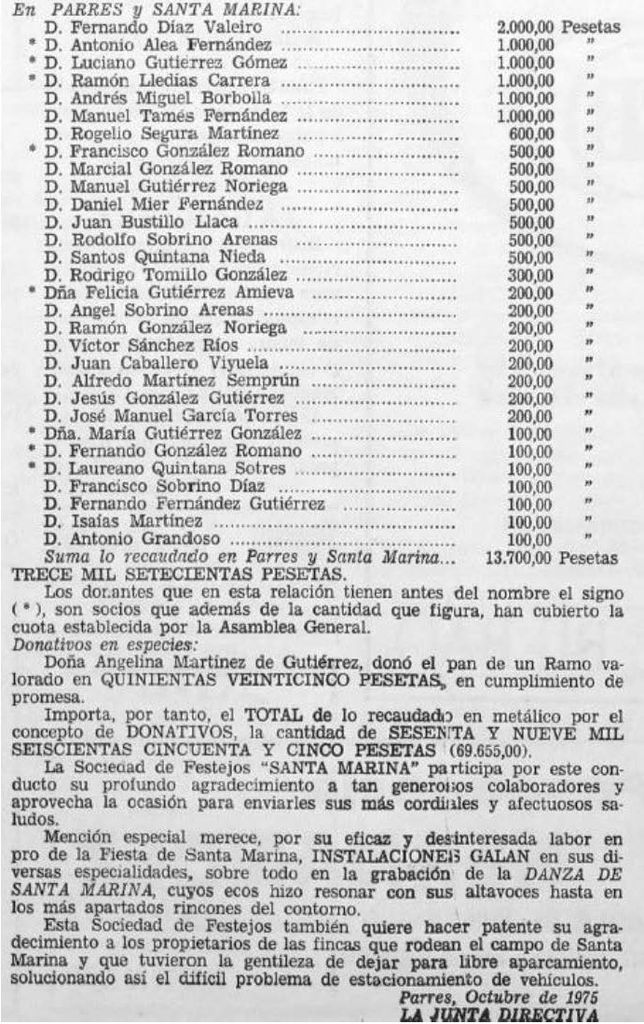 En PARRES y SANTA MARINA:
D. Fernando Díaz Valeiro ................................ 2.000,00 Pesetas
* D. Antonio Alea Fernández ................................ 1.000,00 ”
* D. Luciano Gutiérrez Gómez ................................ 1.000,00 ”
* D. Ramón Lledías Carrera ................................ 1.000,00 ”
D. Andrés Miguel Borbolla ................................ 1.000,00 ”
D. Manuel Tamés Fernández ................................ 1.000,00 ”
D. Rogelio Segura Martínez ................................ 600,00 ”
* D. Francisco González Romano ................................ 500,00 ”
D. Marcial González Romano ................................ 500,00 ”
D. Manuel Gutiérrez Noriega ................................ 500,00 ”
D. Daniel Mier Fernández ................................ 500,00 ”
D. Juan Bustillo Llaca ................................ 500,00 ”
D. Rodolfo Sobrino Arenas ................................ 500,00 ”
D. Santos Quintana Nieda ................................ 500,00 ”
D. Rodrigo Tomillo González ................................ 300,00 ”
* Dña Felicia Gutiérrez Amieva ................................ 200,00 ”
D. Angel Sobrino Arenas ................................ 200,00 ”
D. Ramón González Noriega ................................ 200,00 ”
D. Víctor Sánchez Ríos ................................ 200,00 ”
D. Juan Caballero Viyuela ................................ 200,00 ”
D. Alfredo Martínez Semprún ................................ 200,00 ”
D. Jesús González Gutiérrez ................................ 200,00 ”
D. José Manuel García Torres ................................ 200,00 ”
* Dña. María Gutiérrez González ................................ 100,00 ”
* D. Fernando González Romano ................................ 100,00 ”
* D. Laureano Quintana Sotres ................................ 100,00 ”
D. Francisco Sobrino Díaz ................................ 100,00 ”
D. Fernando Fernández Gutiérrez ................................ 100,00 ”
D. Isaías Martínez ................................ 100,00 ”
D. Antonio Grandoso ................................ 100,00 ”
Suma lo recaudado en Parres y Santa Marina... 13.700,00 Pesetas
TRECE MIL SETECIENTAS PESETAS.
Los donantes que en esta relación tienen antes del nombre el signo
(*), son socios que además de la cantidad que figura, han cubierto la
cuota establecida por la Asamblea General.
Donativos en especies:
Doña Angelina Martínez de Gutiérrez, donó el pan de un Ramo va-
lorado en QUINIENTAS VEINTICINCO PESETAS, en cumplimiento de
promesa.
Importa, por tanto, el TOTAL de lo recaudado en metálico por el
concepto de DONATIVOS, la cantidad de SESENTA Y NUEVE MIL
SEISCIENTAS CINCUENTA Y CINCO PESETAS (69.655,00).
La Sociedad de Festejos “SANTA MARINA” participa por este con-
ducto su profundo agradecimiento a tan generosos colaboradores y
aprovecha la ocasión para enviarles sus más cordiales y afectuosos sa-
ludos.
Mención especial merece, por su eficaz y desinteresada labor en
pro de la Fiesta de Santa Marina, INSTALACIONES GALAN en sus di-
versas especialidades, sobre todo en la grabación de la DANZA DE
SANTA MARINA, cuyos ecos hizo resonar con sus altavoces hasta en
los más apartados rincones del contorno.
Esta Sociedad de Festejos también quiere hacer patente su agra-
decimiento a los propietarios de las fincas que rodean el campo de Santa
Marina y que tuvieron la gentileza de dejar para libre aparcamiento,
solucionando así el difícil problema de estacionamiento de vehículos.
Parres, Octubre de 1975
LA JUNTA DIRECTIVA